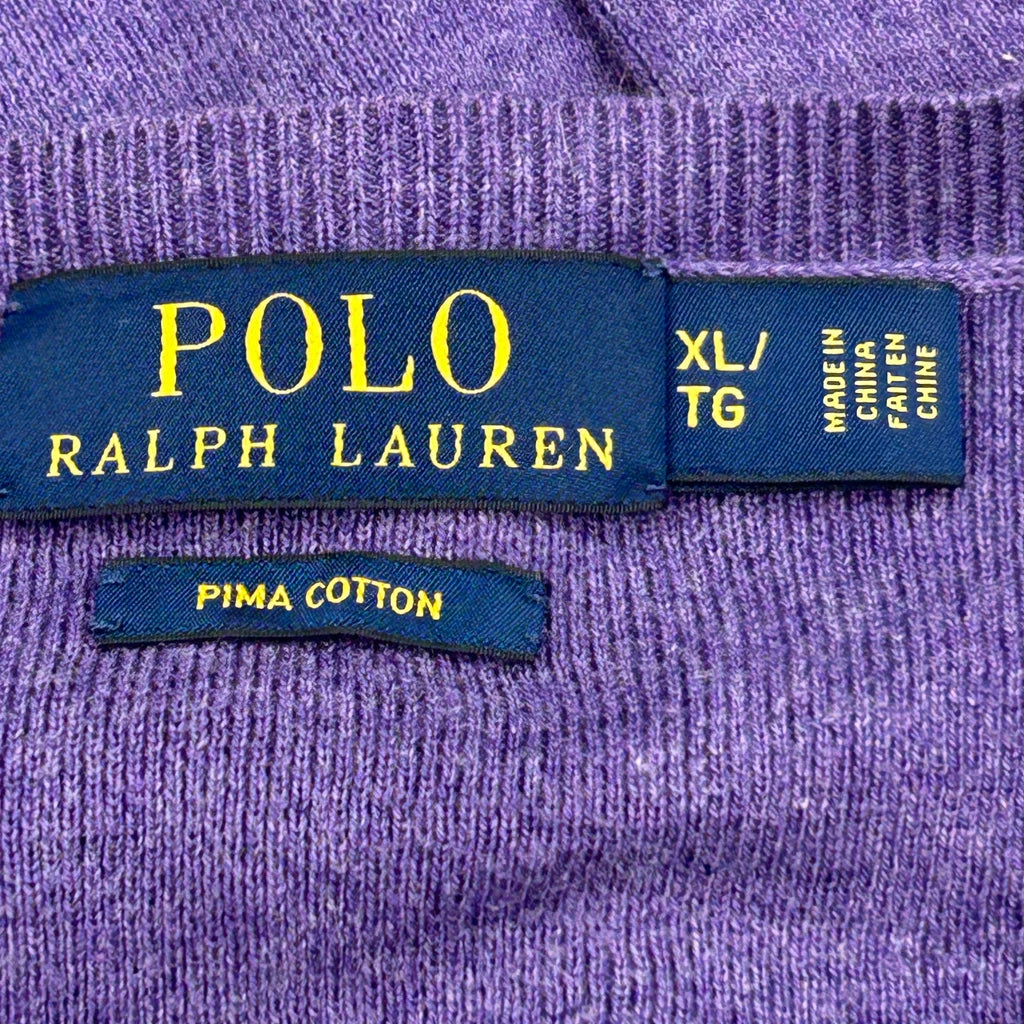 POLO
RALPH LAUREN
XL/
TG
MADE IN
CHINA
FAIT EN
CHINE
PIMA COTTON